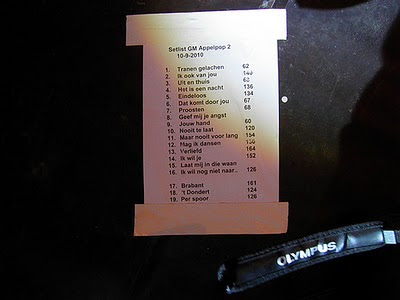 Setlist GM Appelpop 2
10-9-2010
1. Tranen gelachen 62
2. Ik ook van jou 140
3. Uit en thuis 62
4. Het is een nacht 136
5. Eindeloos 134
6. Dat komt door jou 67
7. Proosten 68
8. Geef mij je angst
9. Jouw hand 60
10. Nooit te laat 120
11. Maar nooit voor lang 154
12. Mag ik dansen 130
13. Verliefd 164
14. Ik wil je 152
15. Laat mij in die waan
16. Ik wil nog niet naar.. 126
17. Brabant 161
18. 't Dondert 124
19. Per spoor 126
OLYMPUS